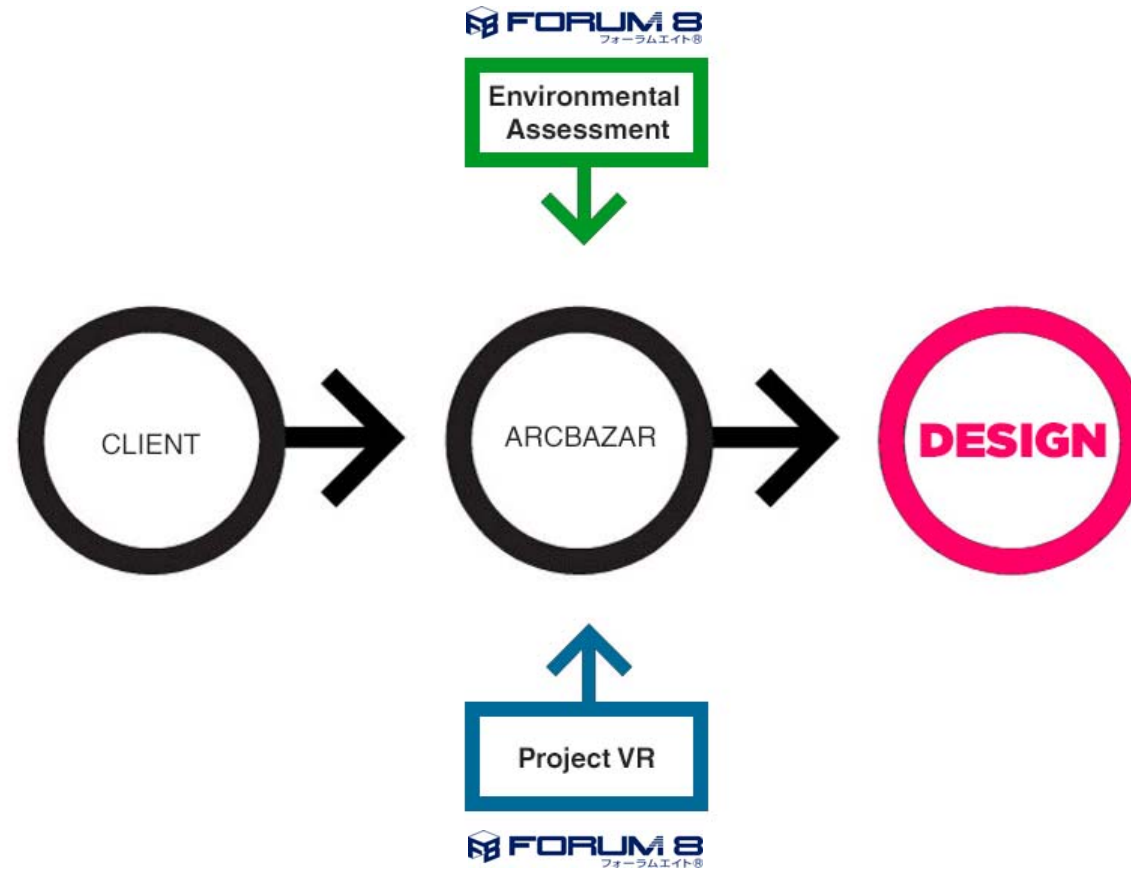 FORUM 8
フォーラムエイト®
Environmental
Assessment
CLIENT
ARCBAZAR
DESIGN
Project VR
FORUM 8
フォーラムエイト®